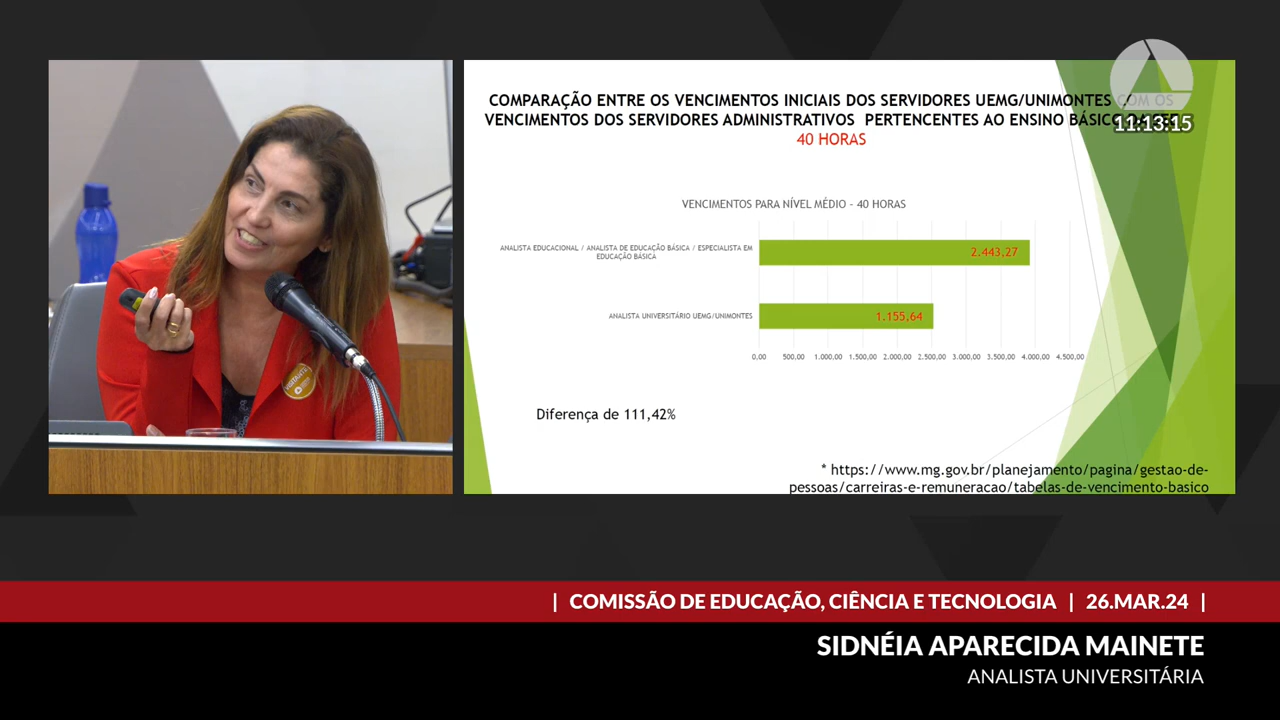 COMPARAÇÃO ENTRE OS VENCIMENTOS INICIAIS DOS SERVIDORES UEMG/UNIMONTES COM OS
VENCIMENTOS DOS SERVIDORES ADMINISTRATIVOS PERTENCENTES AO ENSINO BÁSICO
40 HORAS
11:13:15
VENCIMENTOS PARA NÍVEL MÉDIO - 40 HORAS
ANALISTA EDUCACIONAL / ANALISTA DE EDUCAÇÃO BÁSICA / ESPECIALISTA EM
EDUCAÇÃO BÁSICA
2.443,27
ANALISTA UNIVERSITÁRIO UEMG/UNIMONTES
1.155,64
0,00 500,00 1.000,00 1.500,00 2.000,00 2.500,00 3.000,00 3.500,00 4.000,00 4.500,00
Diferença de 111,42%
* https://www.mg.gov.br/planejamento/pagina/gestao-de-
pessoas/carreiras-e-remuneracao/tabelas-de-vencimento-basico
| COMISSÃO DE EDUCAÇÃO, CIÊNCIA E TECNOLOGIA | 26.MAR.24 |
SIDNÉIA APARECIDA MAINETE
ANALISTA UNIVERSITÁRIA